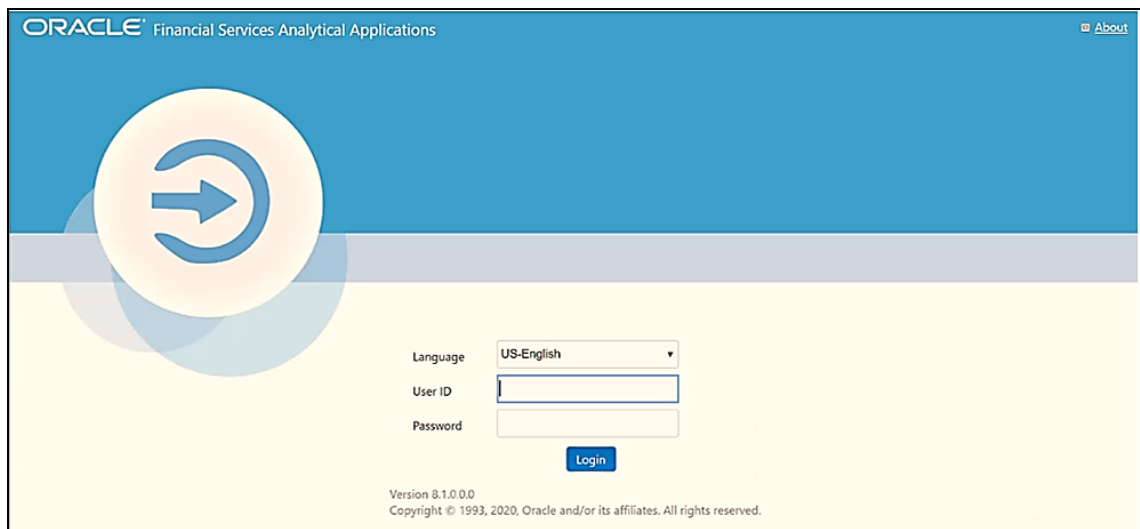 ORACLE' Financial Services Analytical Applications
About
Language US-English
User ID
Password
Login
Version 8.1.0.0.0
Copyright © 1993, 2020, Oracle and/or its affiliates. All rights reserved.